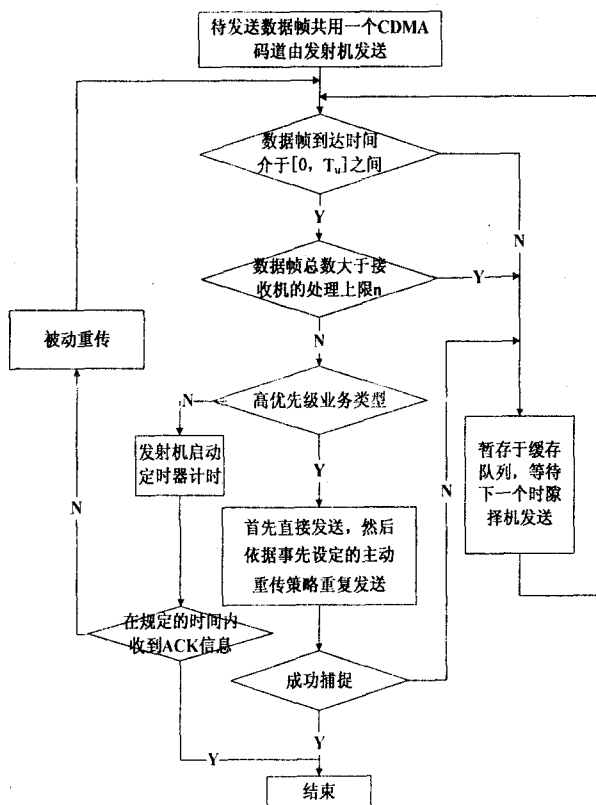 待发送数据帧共用一个CDMA
码道由发射机发送
数据帧到达时间
介于[0, Tw]之间
Y
N
数据帧总数大于接
收机的处理上限n
Y
N
被动重传
高优先级业务类型
N
发射机启动
定时器计时
Y
N
N
暂存于缓存
队列，等待
下一个时隙
择机发送
首先直接发送，然后
依据事先设定的主动
重传策略重复发送
在规定的时间内
收到ACK信息
成功捕捉
Y
Y
结束